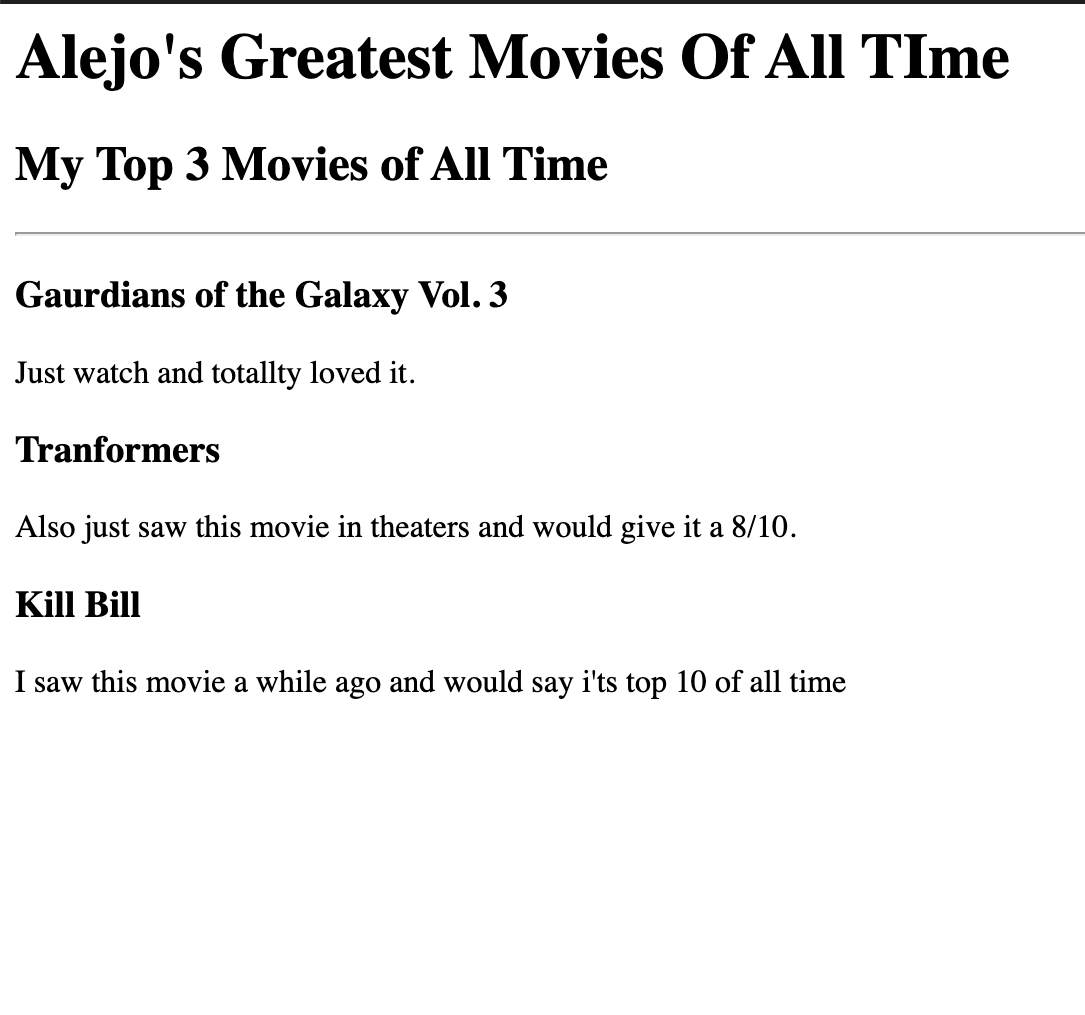 Alejo's Greatest Movies Of All TIme
My Top 3 Movies of All Time
Gaurdians of the Galaxy Vol. 3
Just watch and totallty loved it.
Tranformers
Also just saw this movie in theaters and would give it a 8/10.
Kill Bill
I saw this movie a while ago and would say i'ts top 10 of all time